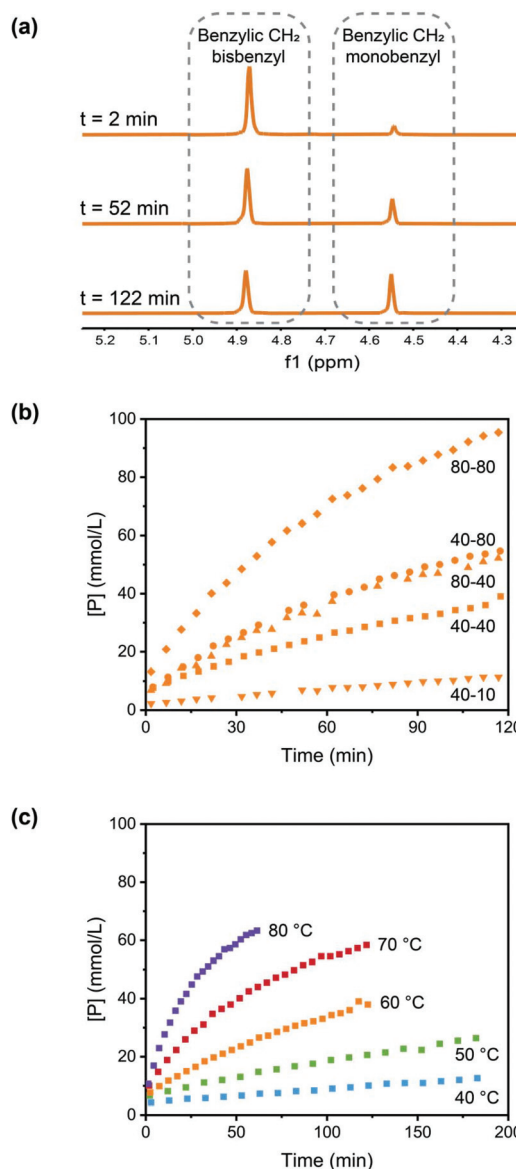 (a)
Benzylic CH₂
bisbenzyl
Benzylic CH₂
monobenzyl
t = 2 min
t = 52 min
t = 122 min
5.2 5.1 5.0 4.9 4.8 4.7 4.6 4.5 4.4 4.3
f1 (ppm)
(b)
[P] (mmol/L)
100
80
60
40
20
0
80-80
40-80
80-40
40-40
40-10
0 30 60 90 120
Time (min)
(c)
[P] (mmol/L)
100
80
60
40
20
0
80 °C
70 °C
60 °C
50 °C
40 °C
0 50 100 150 200
Time (min)